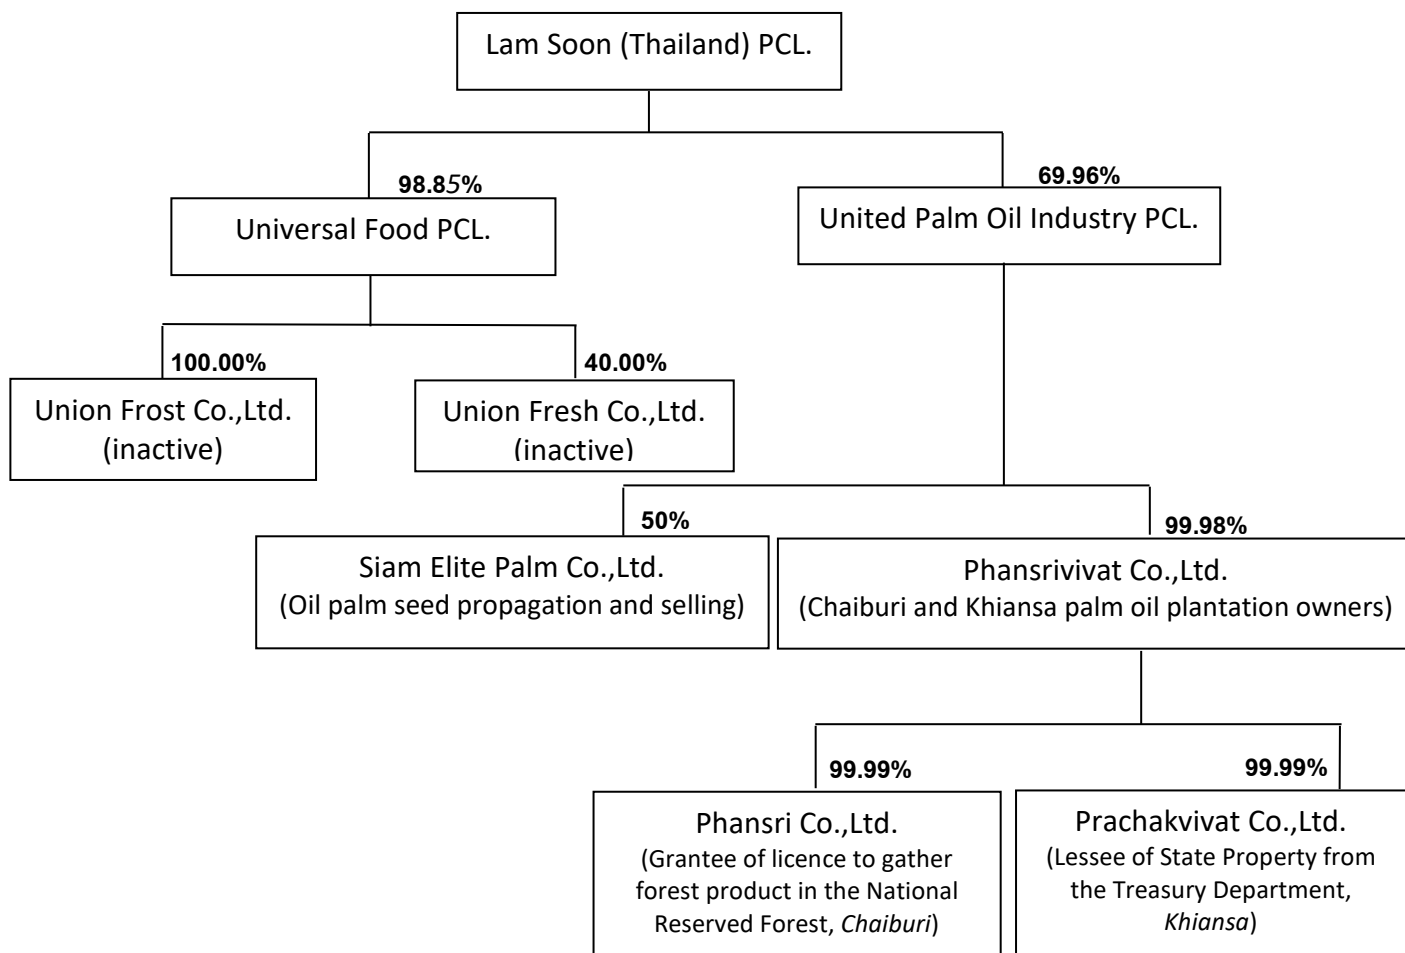 Lam Soon (Thailand) PCL.
98.85%
69.96%
Universal Food PCL.
United Palm Oil Industry PCL.
100.00%
40.00%
Union Frost Co.,Ltd.
(inactive)
Union Fresh Co.,Ltd.
(inactive)
50%
99.98%
Siam Elite Palm Co.,Ltd.
(Oil palm seed propagation and selling)
Phansrivivat Co.,Ltd.
(Chaiburi and Khiansa palm oil plantation owners)
99.99%
99.99%
Phansri Co.,Ltd.
(Grantee of licence to gather
forest product in the National
Reserved Forest, Chaiburi)
Prachakvivat Co.,Ltd.
(Lessee of State Property from
the Treasury Department,
Khiansa)